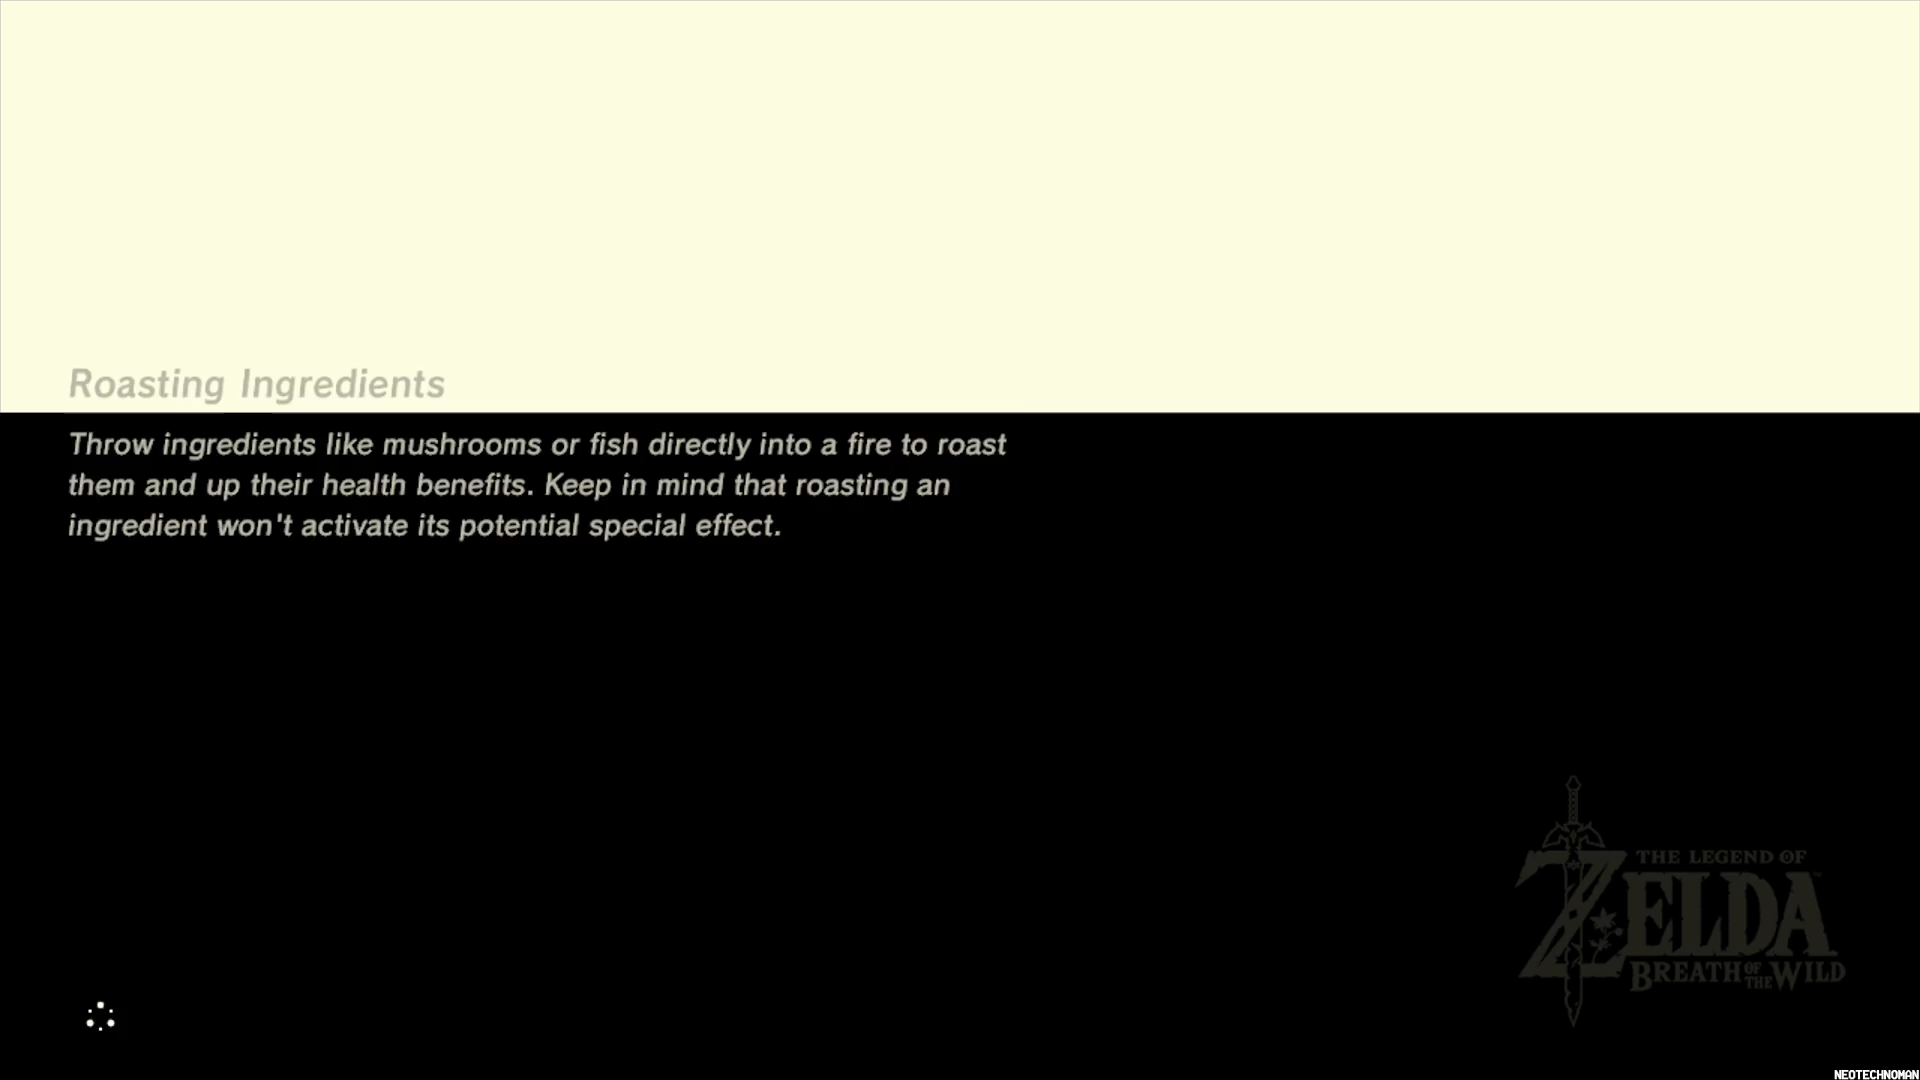 Roasting Ingredients
Throw ingredients like mushrooms or fish directly into a fire to roast
them and up their health benefits. Keep in mind that roasting an
ingredient won't activate its potential special effect.
THE LEGEND OF
ZELDA
BREATH OF THE WILD
NEOTECHNOMAN